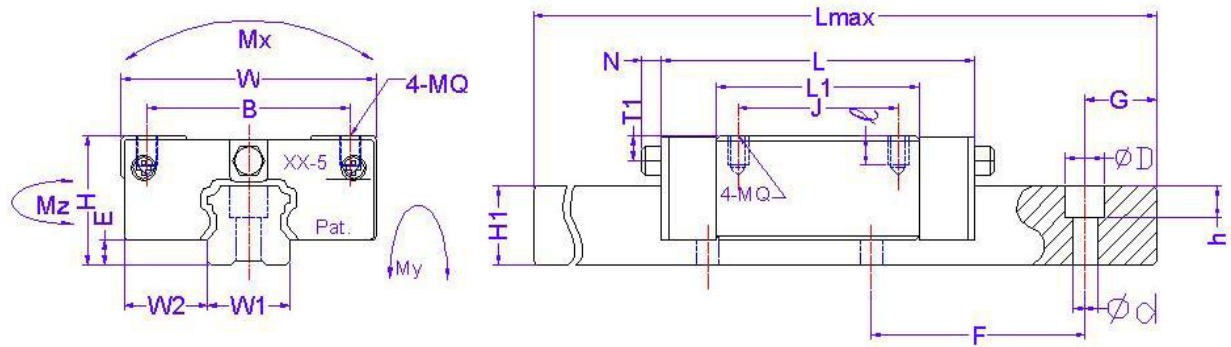 Mx
W
B
4-MQ
XX-5
Mz
H
E
Pat.
My
W2
W1
Lmax
N
L
L1
J
G
T1
ℓ
ØD
4-MQ
H1
h
Ød
F